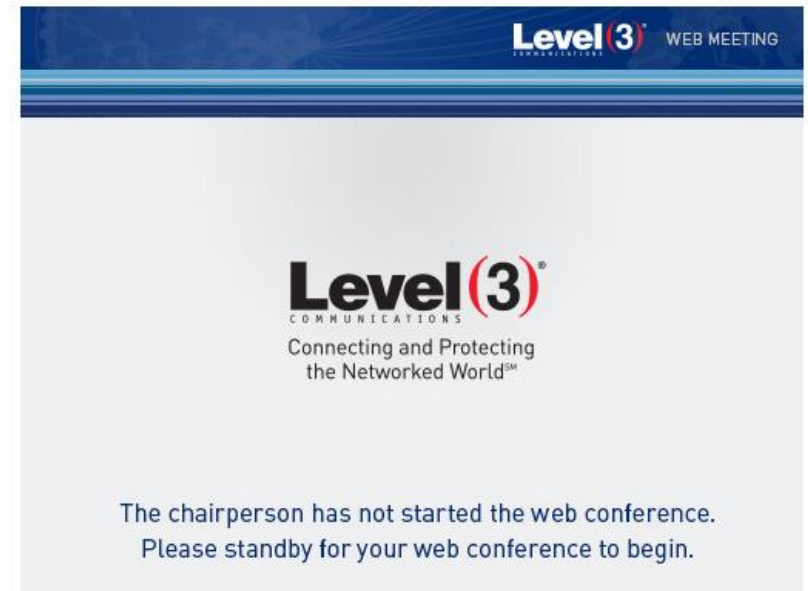 Level(3)® WEB MEETING
COMMUNICATIONS
Level(3)®
COMMUNICATIONS
Connecting and Protecting
the Networked World℠
The chairperson has not started the web conference.
Please standby for your web conference to begin.